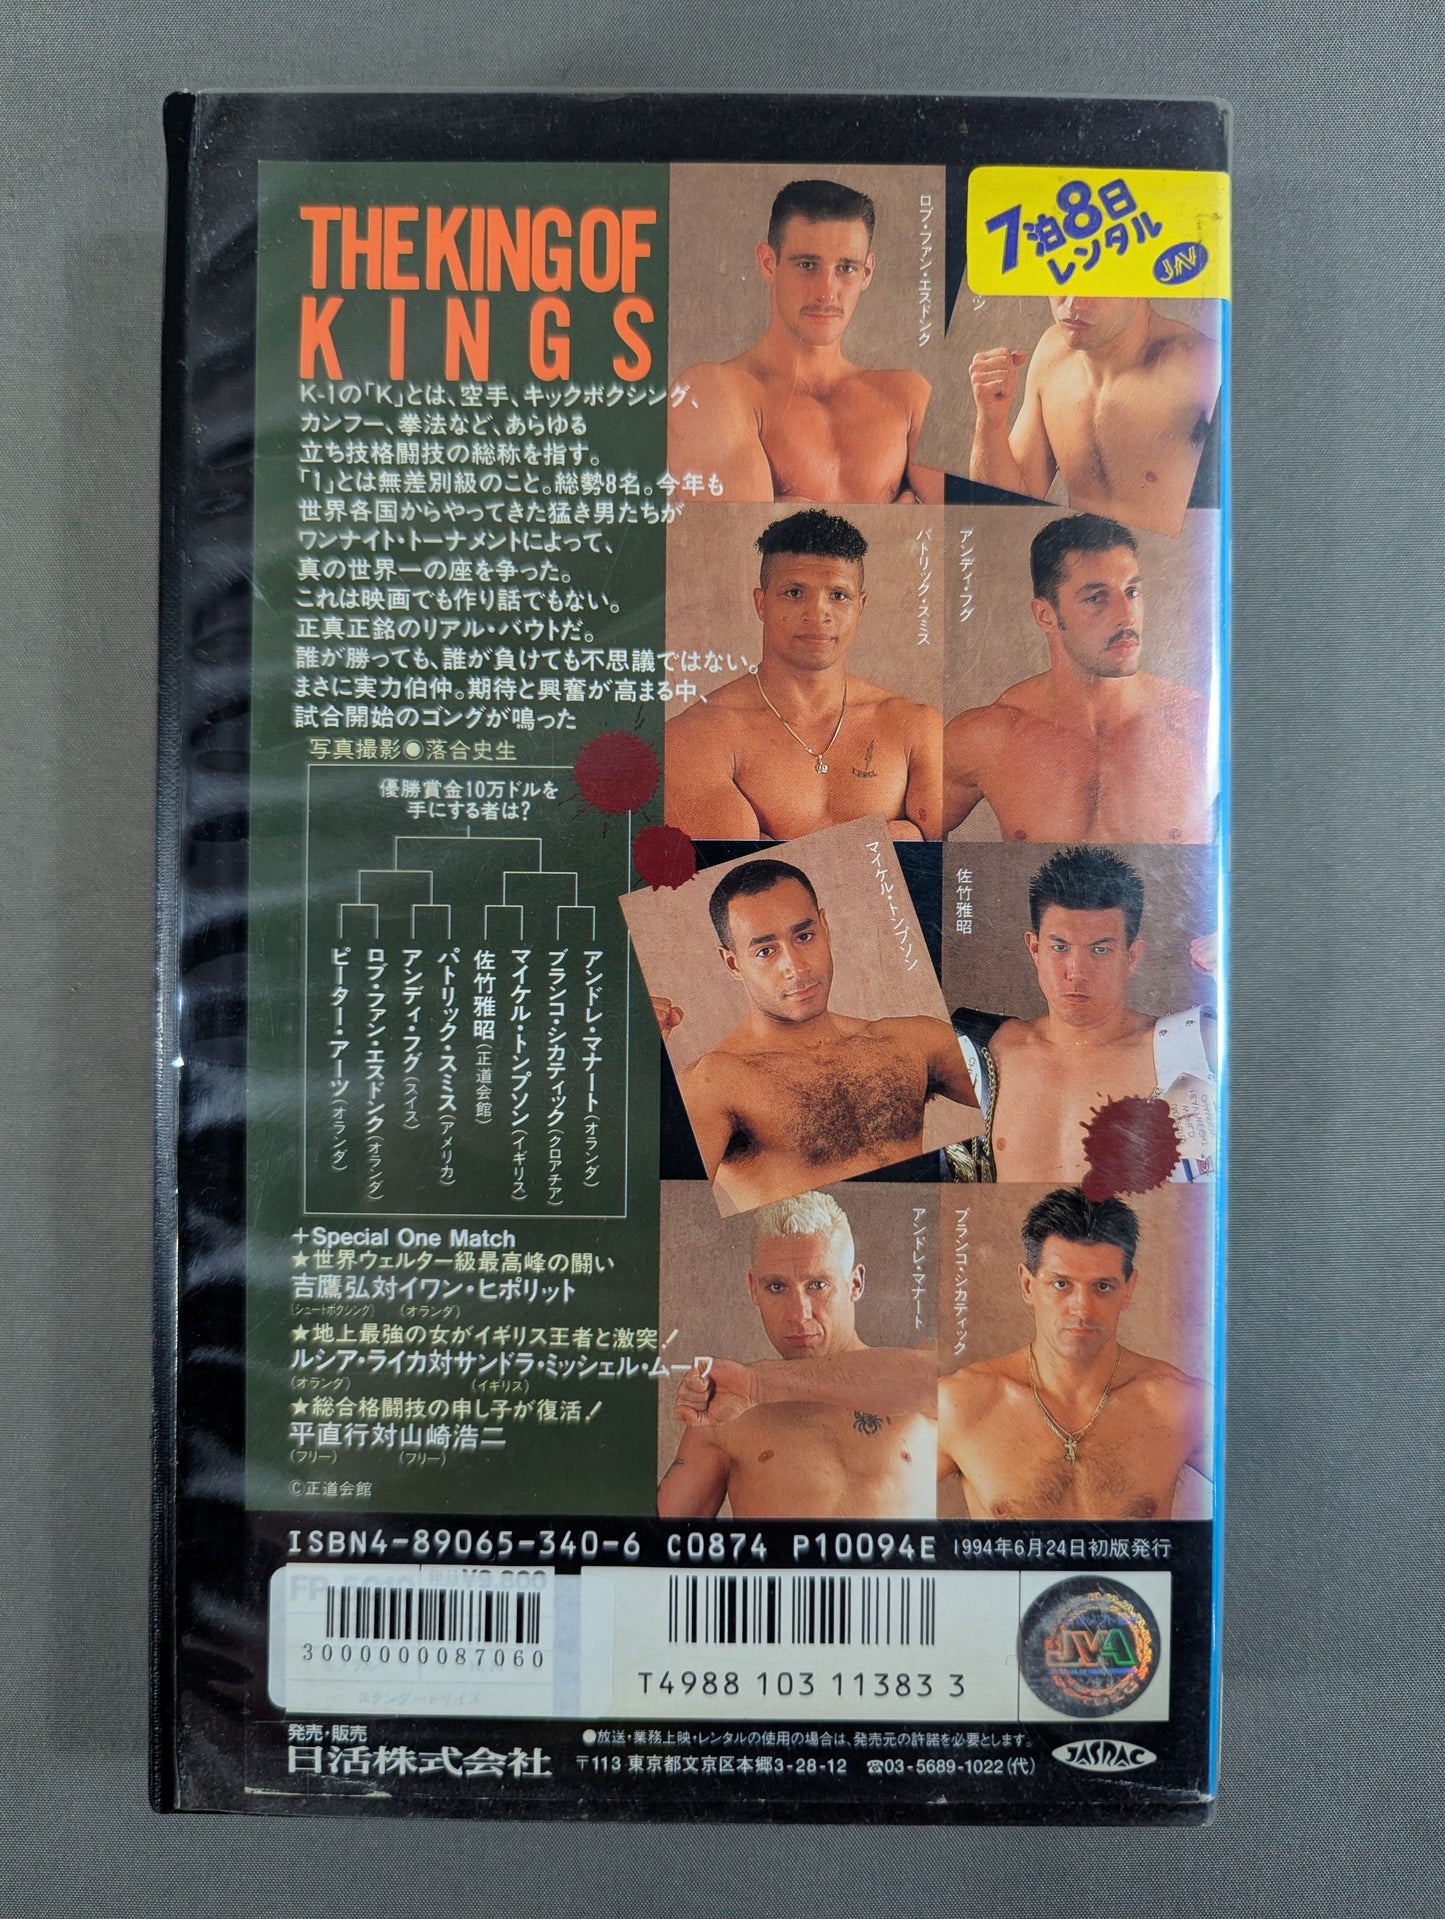 THE KING OF
KINGS
K-1の「K」とは、空手、キックボクシング、
カンフー、拳法など、あらゆる
立ち技格闘技の総称を指す。
「1」とは無差別級のこと。総勢8名。今年も
世界各国からやってきた猛き男たちが
ワンナイト・トーナメントによって、
真の世界一の座を争った。
これは映画でも作り話でもない。
正真正銘のリアル・バウトだ。
誰が勝っても、誰が負けても不思議ではない。
まさに実力伯仲。期待と興奮が高まる中、
試合開始のゴングが鳴った
写真撮影●落合史生
優勝賞金10万ドルを
手にする者は?
ピーター・アーツ(オランダ)
ロブ・ファン・エスドンク(オランダ)
アンディ・フグ(スイス)
パトリック・スミス(アメリカ)
佐竹雅昭(正道会館)
マイケル・トンプソン(イギリス)
ブランコ・シカティック(クロアチア)
アンドレ・マナート(オランダ)
+Special One Match
★世界ウェルター級最高峰の闘い
吉鷹弘対イワン・ヒポリット
(シュートボクシング) (オランダ)
★地上最強の女がイギリス王者と激突!
ルシア・ライカ対サンドラ・ミッシェル・ムーワ
(オランダ) (イギリス)
★総合格闘技の申し子が復活!
平直行対山崎浩二
(フリー) (フリー)
©正道会館
ロブ・ファン・エスドンク
7泊8日
レンタル
JAV
ツ
パトリック・スミス
アンディ・フグ
マイケル・トンプソン
佐竹雅昭
アンドレ・マナート
ブランコ・シカティック
ISBN4-89065-340-6 C0874 P10094E 1994年6月24日初版発行
3000000087060
スタンダードサイズ
T4988 103 11383 3
JVA
発売・販売
日活株式会社
●放送・業務上映・レンタルの使用の場合は、発売元の許諾を必要とします。
〒113 東京都文京区本郷3-28-12 ☎03-5689-1022(代)
JASRAC